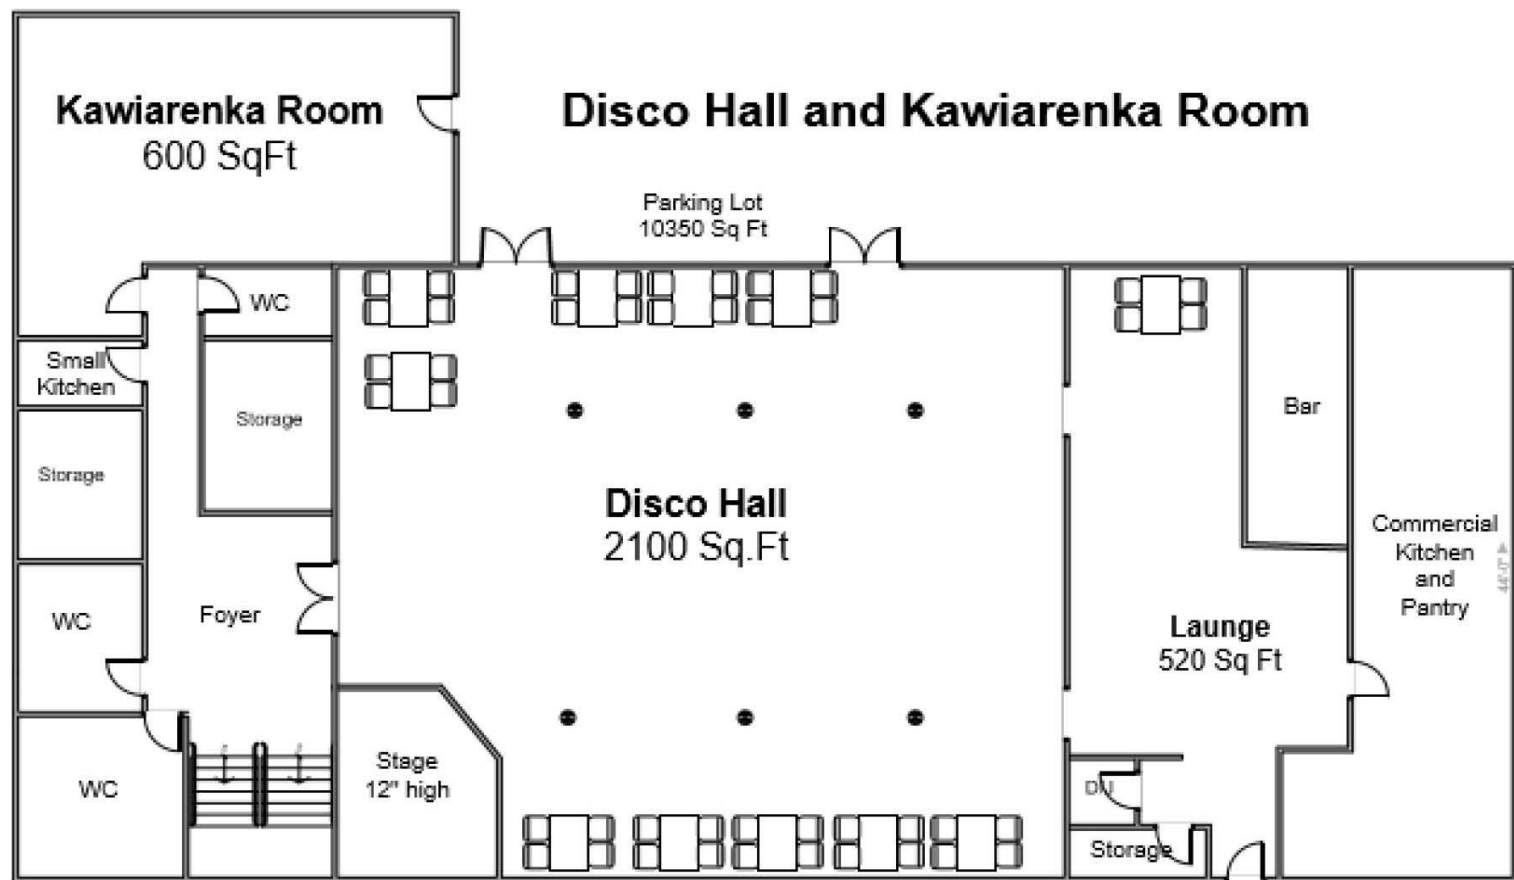 Disco Hall and Kawiarenka Room
Kawiarenka Room
600 SqFt
Parking Lot
10350 Sq Ft
WC
Small
Kitchen
Storage
Storage
Bar
Disco Hall
2100 Sq.Ft
Commercial
Kitchen
and
Pantry
44'-0"
WC
Foyer
Launge
520 Sq Ft
Stage
12" high
WC
Storage